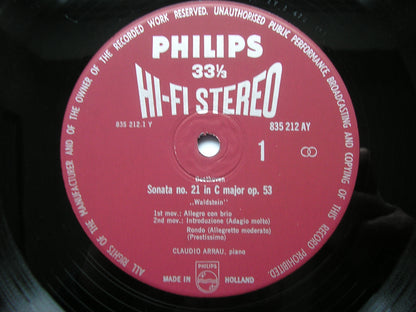 ALL RIGHTS OF THE MANUFACTURER AND OF THE OWNER OF THE RECORDED WORK RESERVED. UNAUTHORISED PUBLIC PERFORMANCE BROADCASTING AND COPYING OF THIS RECORD PROHIBITED.
PHILIPS
33⅓
HI-FI STEREO
835 212.1 Y
835 212 AY
1
Beethoven
Sonata no. 21 in C major op. 53
„Waldstein”
1st mov.: Allegro con brio
2nd mov.: Introduzione (Adagio molto)
Rondo (Allegretto moderato)
(Prestissimo)
CLAUDIO ARRAU, piano
MADE IN
PHILIPS
HOLLAND